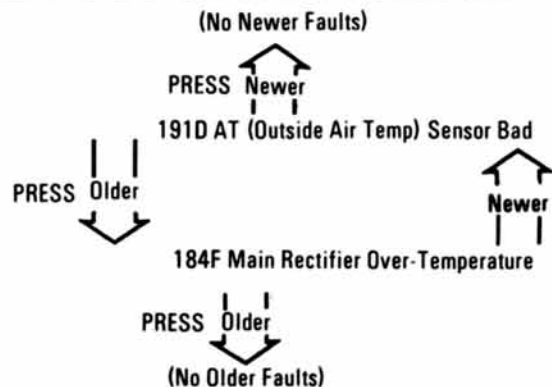 (No Newer Faults)
PRESS Newer
191D AT (Outside Air Temp) Sensor Bad
PRESS Older
Newer
184F Main Rectifier Over-Temperature
PRESS Older
(No Older Faults)